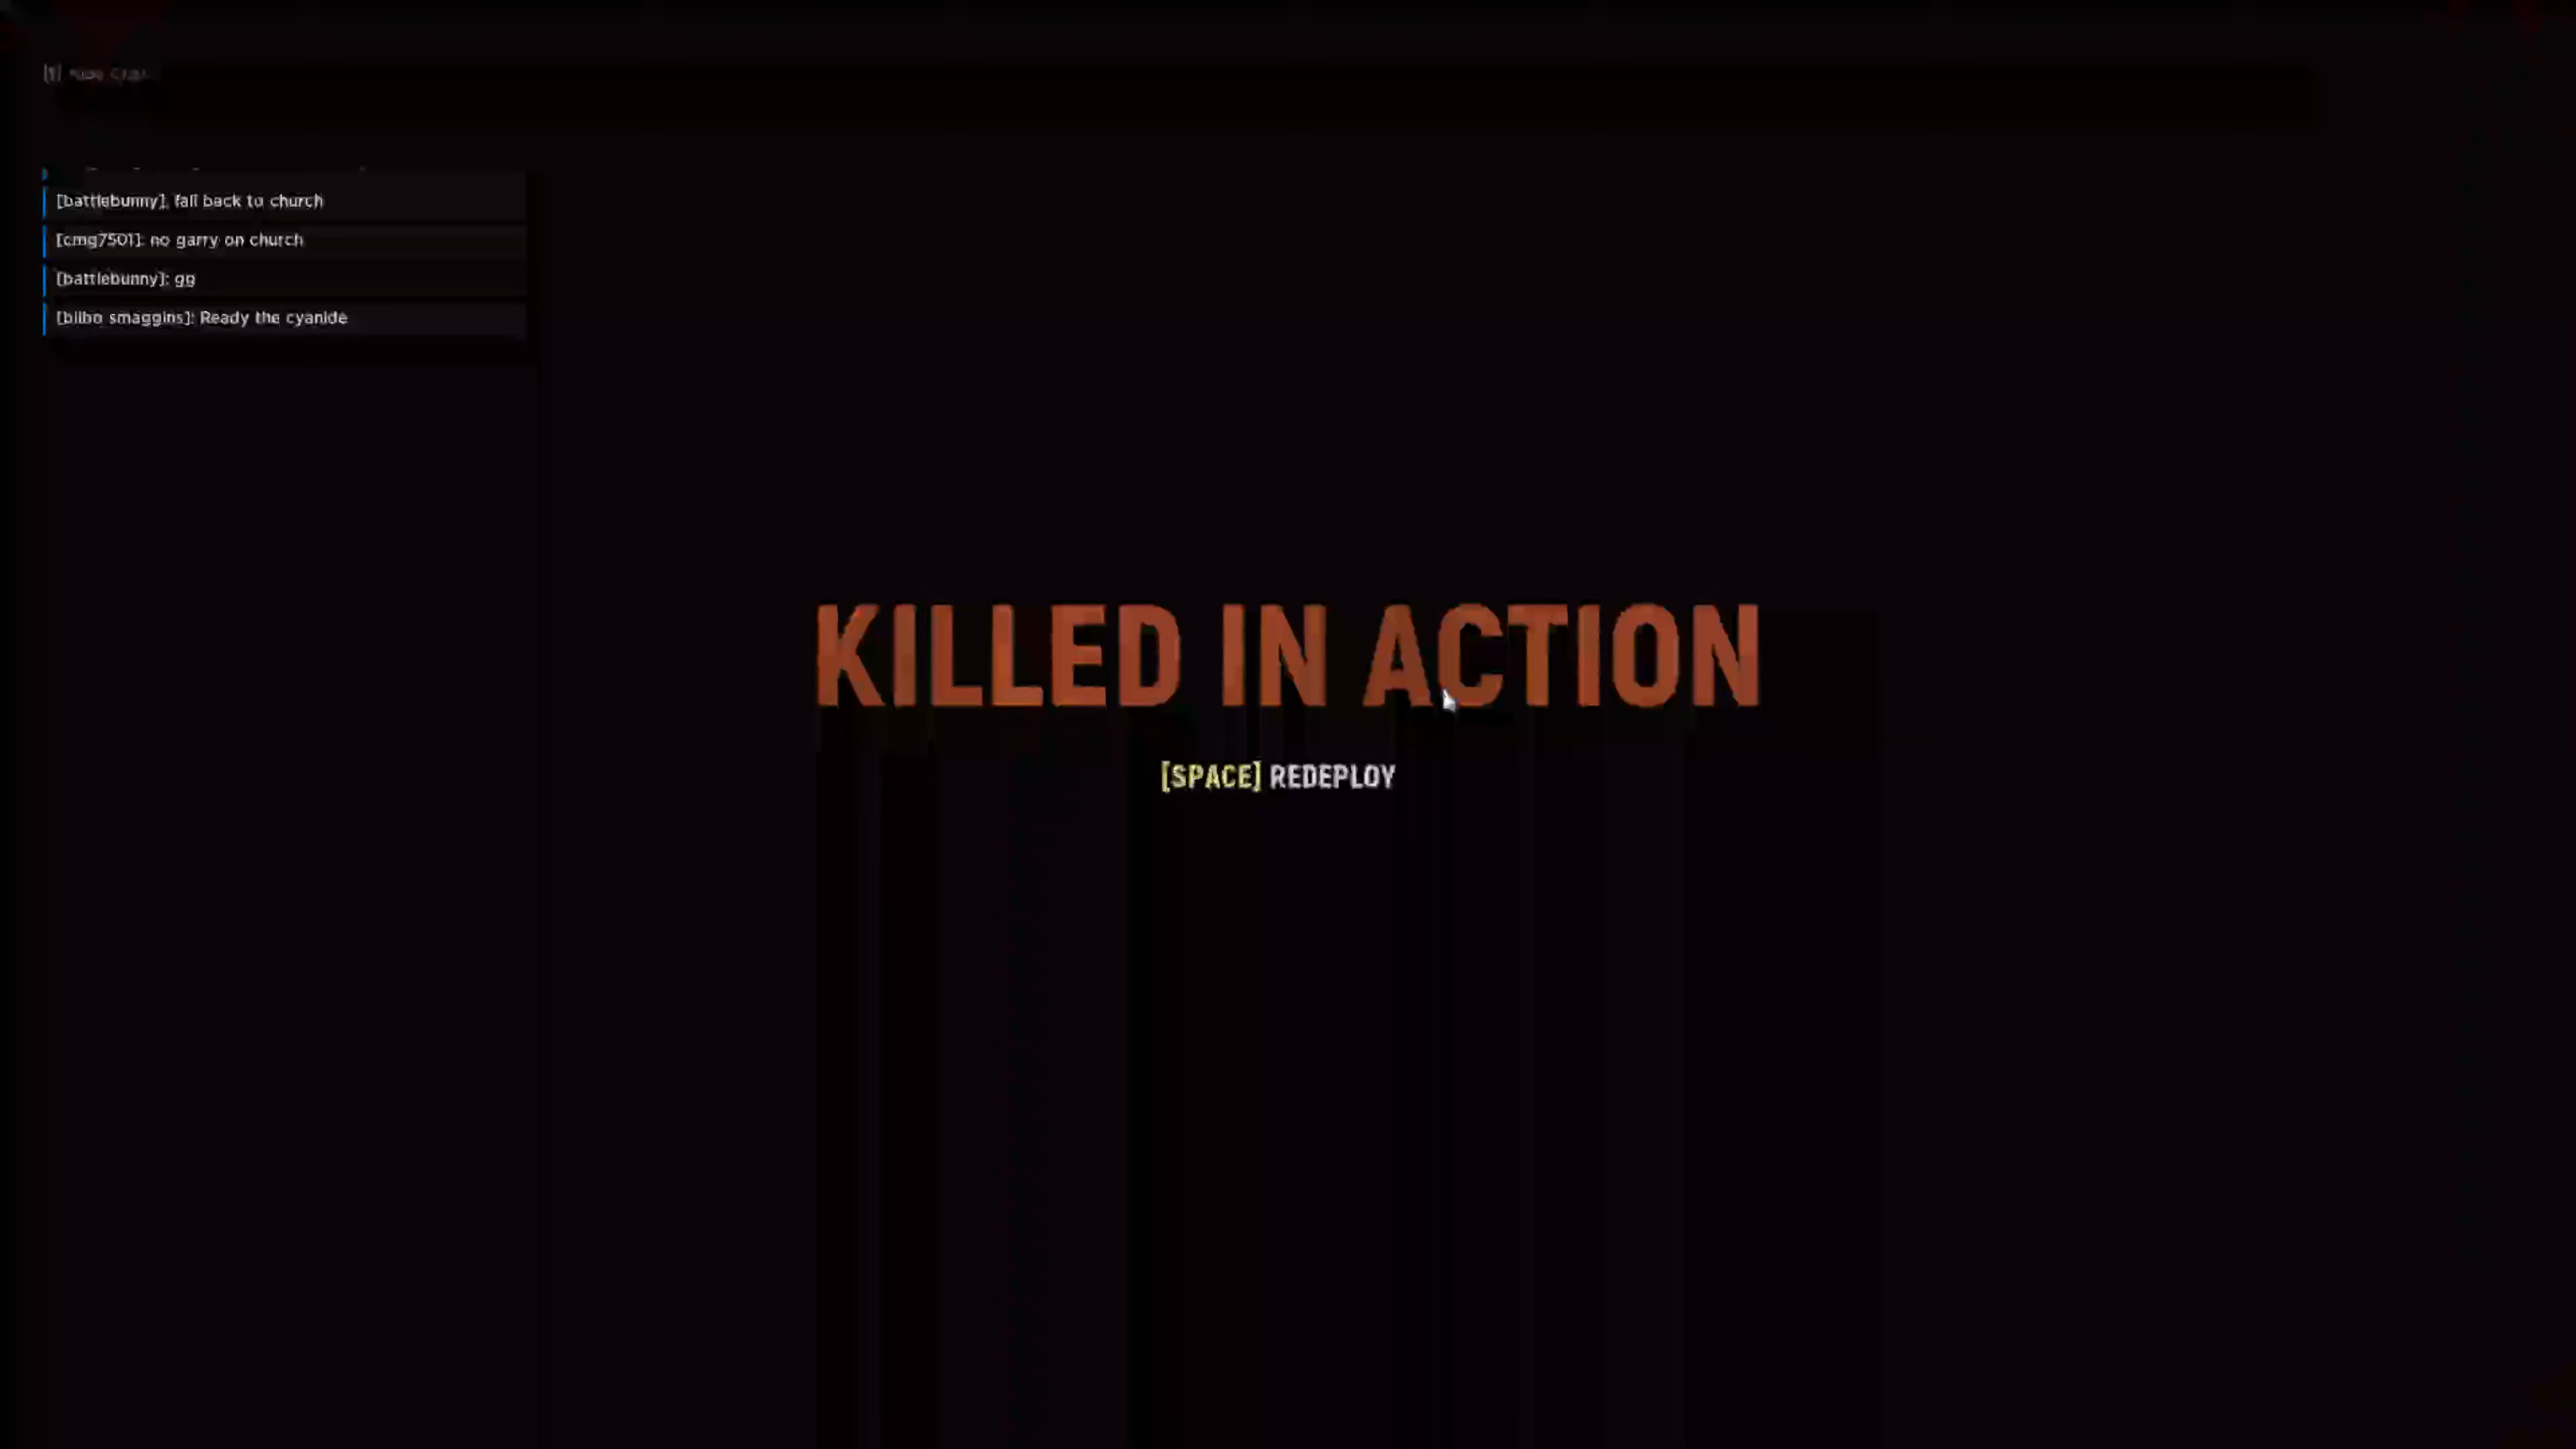 [battlebunny]: fall back to church
[cmg7501]: no garry on church
[battlebunny]: gg
[bilbo smaggins]: Ready the cyanide
KILLED IN ACTION
[SPACE] REDEPLOY